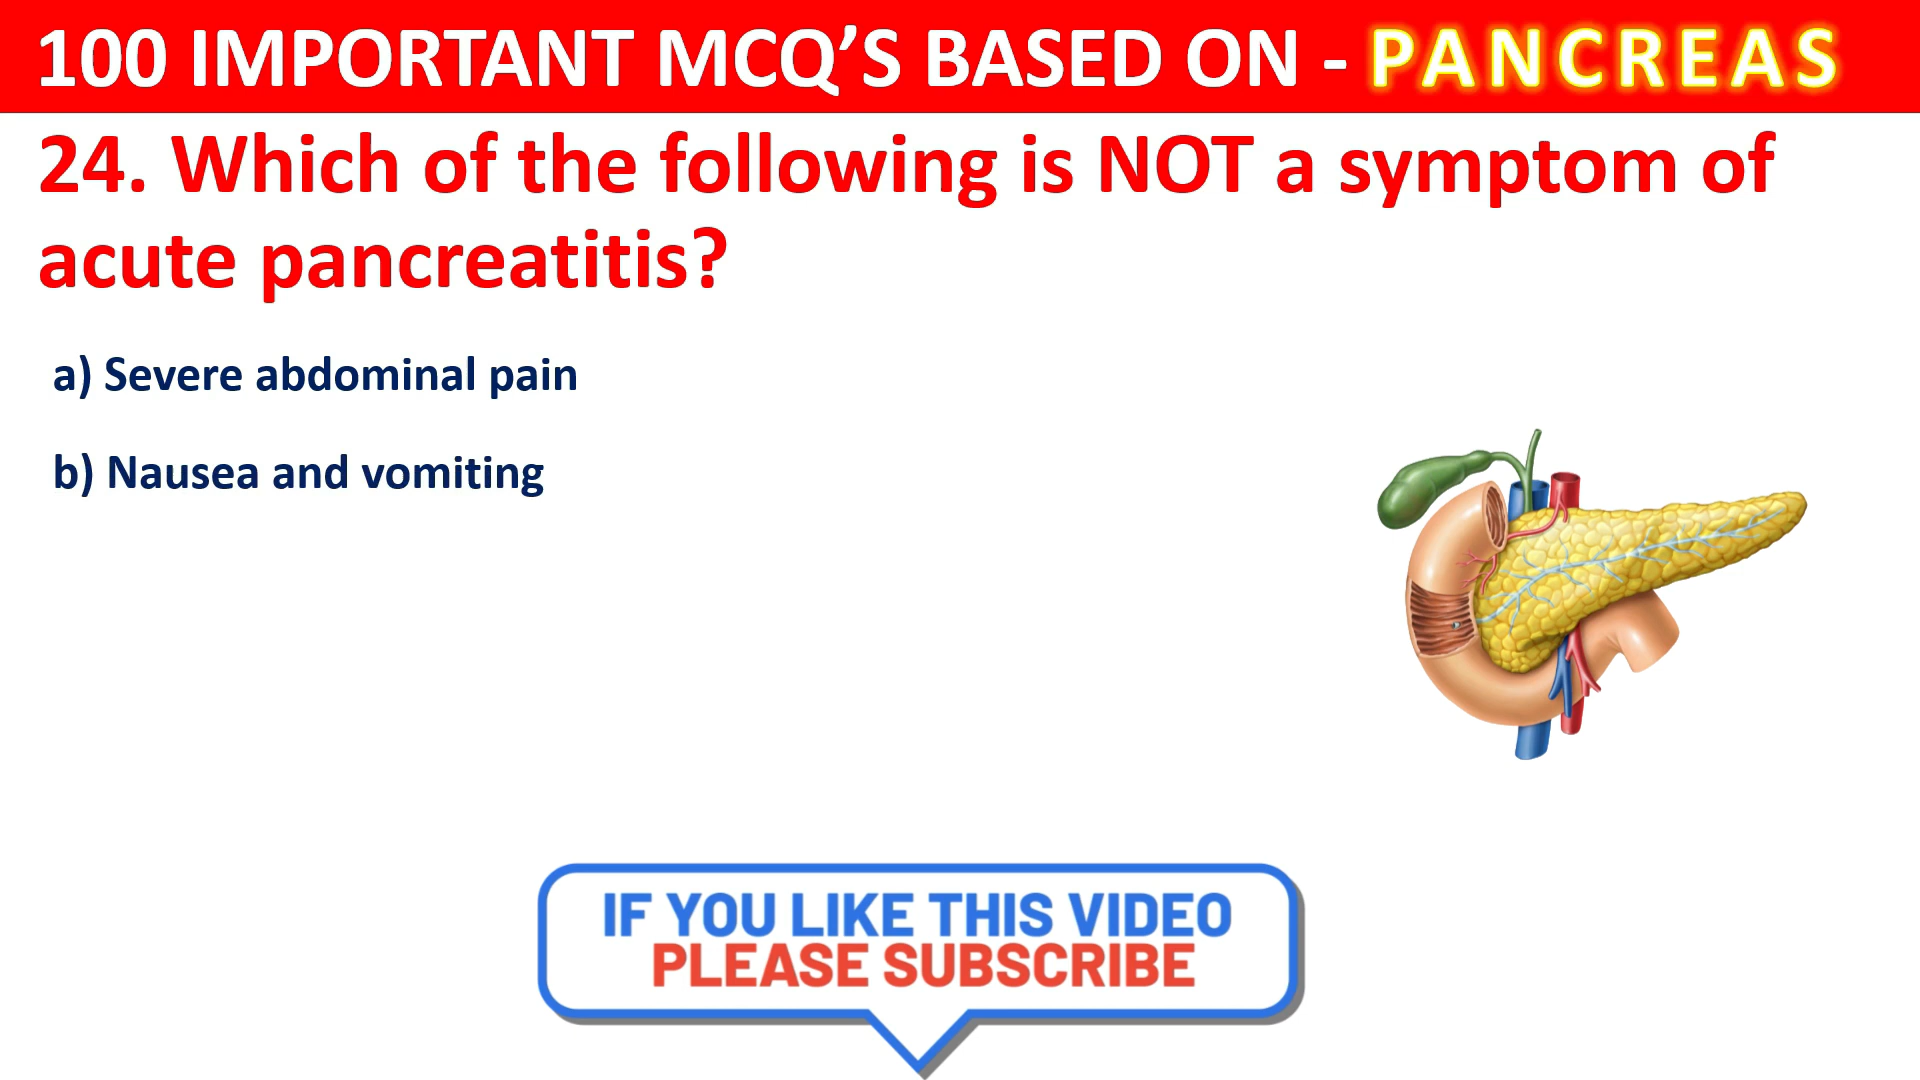 100 IMPORTANT MCQ’S BASED ON - PANCREAS
24. Which of the following is NOT a symptom of
acute pancreatitis?
a) Severe abdominal pain
b) Nausea and vomiting
IF YOU LIKE THIS VIDEO
PLEASE SUBSCRIBE